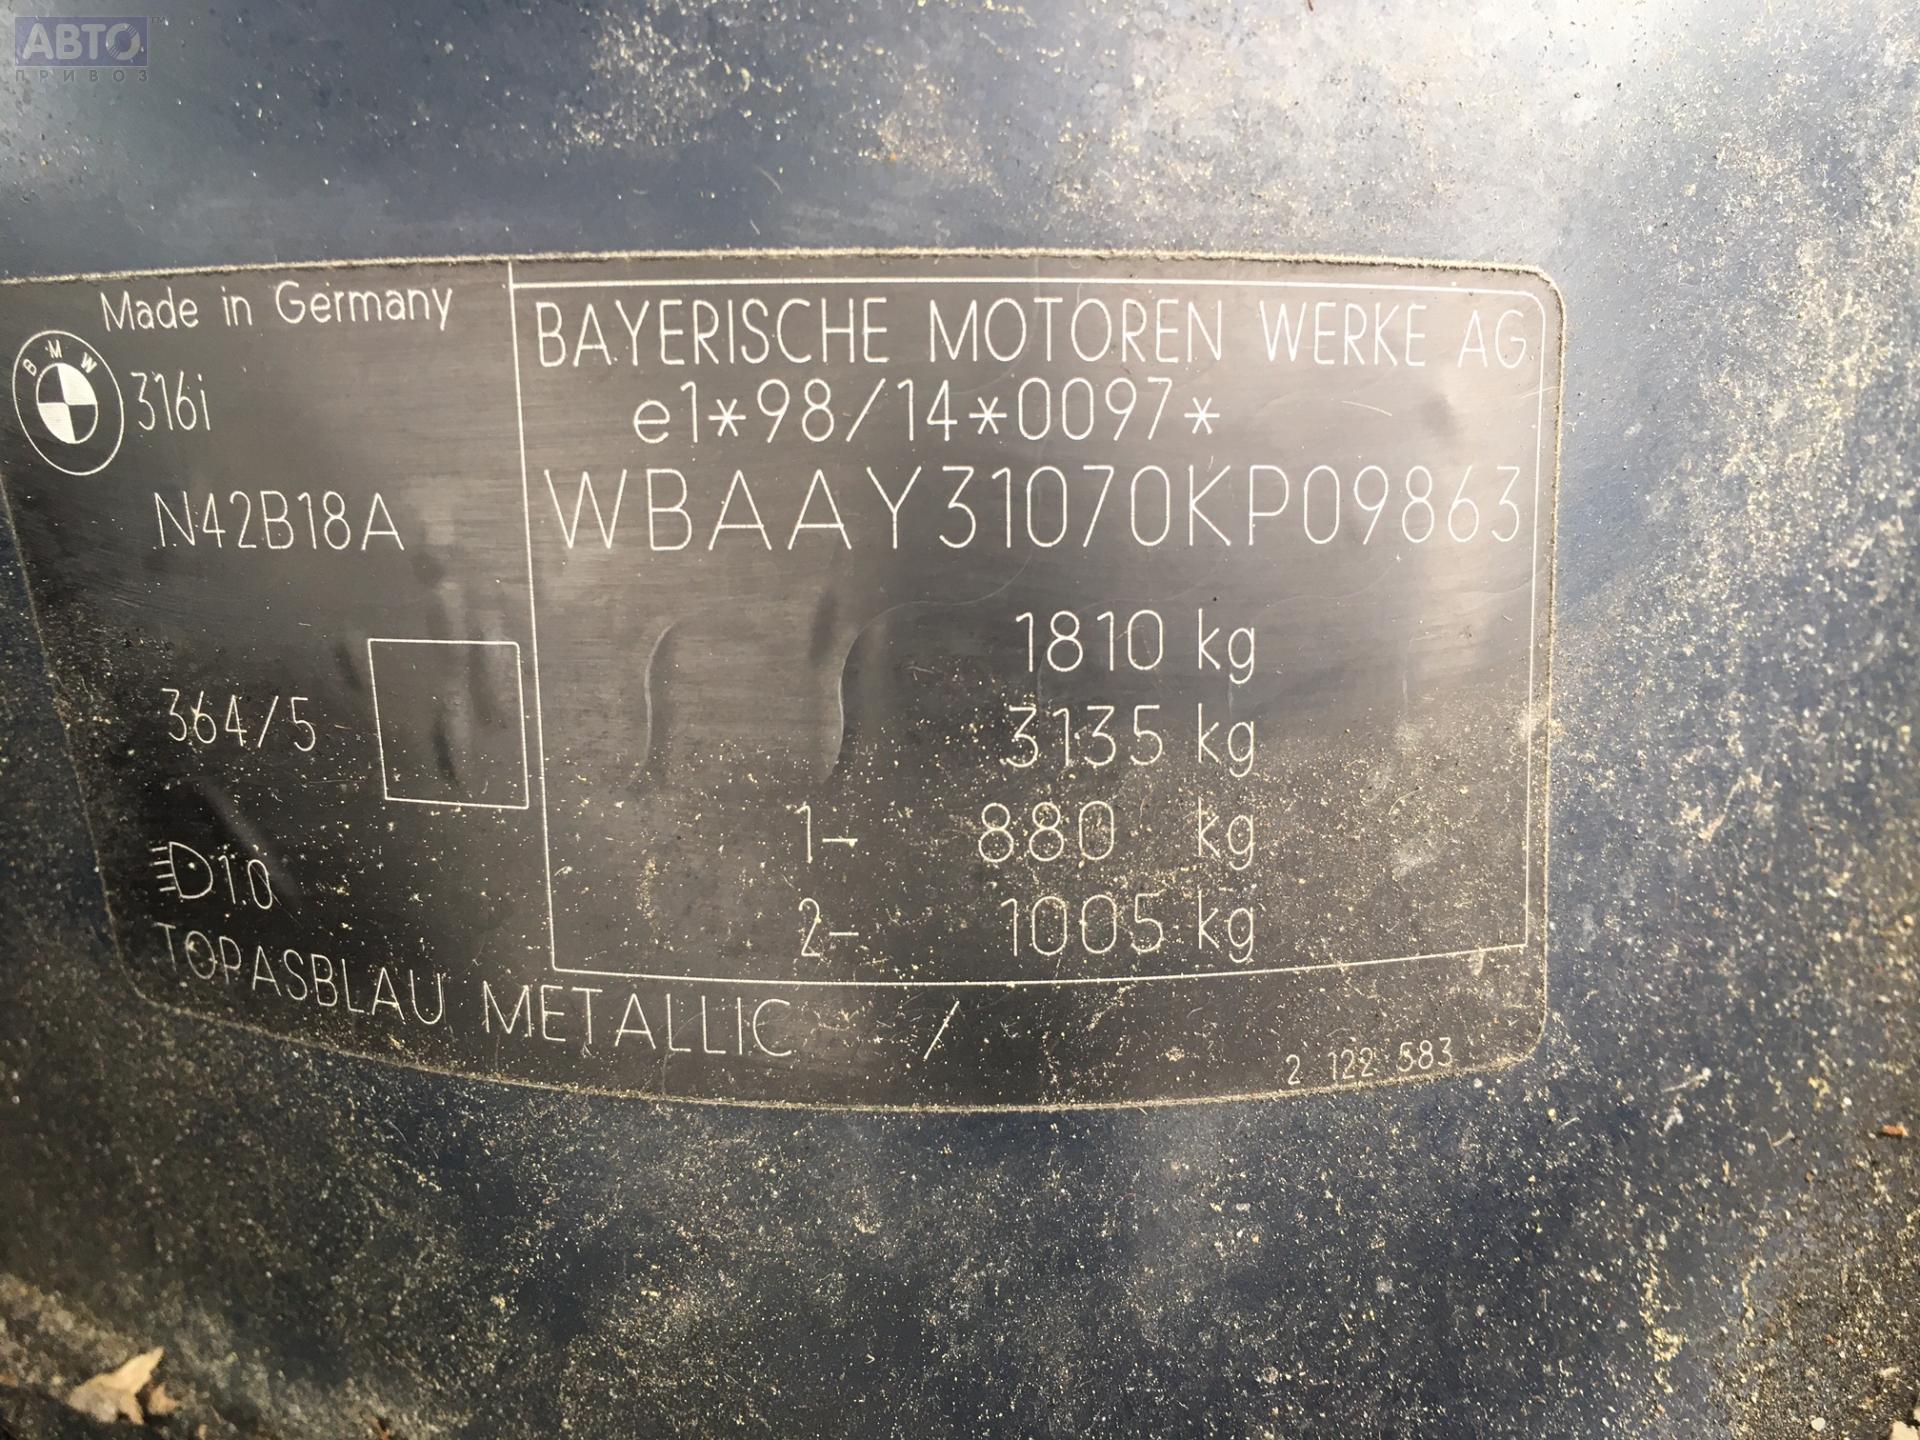 АВТО
ПРИВОЗ
Made in Germany
BMW
316i
N42B18A
364/5
D1.0
TOPASBLAU METALLIC /
BAYERISCHE MOTOREN WERKE AG
e1*98/14*0097*
WBAAY31070KP09863
1810 kg
3135 kg
1- 880 kg
2- 1005 kg
2 122 583